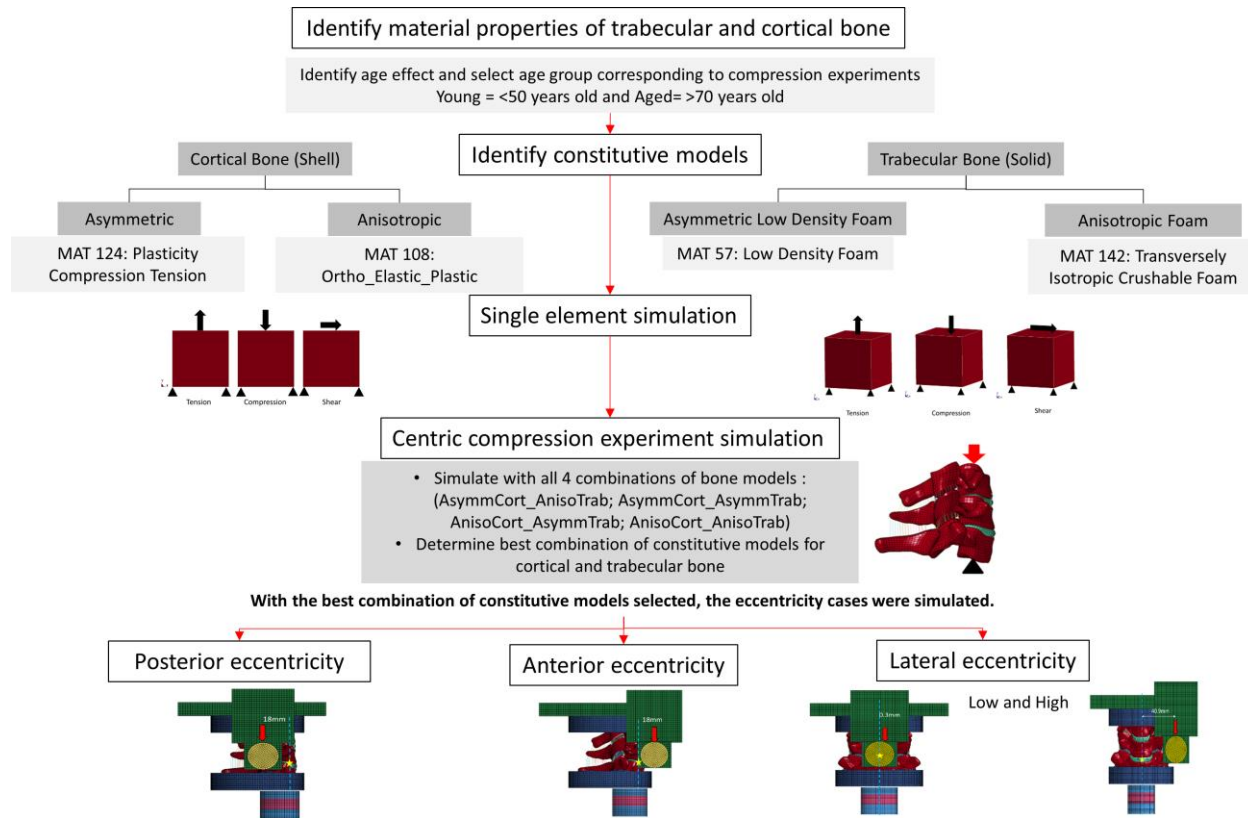 Identify material properties of trabecular and cortical bone
Identify age effect and select age group corresponding to compression experiments
Young = <50 years old and Aged= >70 years old
Identify constitutive models
Cortical Bone (Shell)
Trabecular Bone (Solid)
Asymmetric
Anisotropic
Asymmetric Low Density Foam
Anisotropic Foam
MAT 124: Plasticity
Compression Tension
MAT 108:
Ortho_Elastic_Plastic
MAT 57: Low Density Foam
MAT 142: Transversely
Isotropic Crushable Foam
Single element simulation
Tension
Compression
Shear
Tension
Compression
Shear
Centric compression experiment simulation
• Simulate with all 4 combinations of bone models :
(AsymmCort_AnisoTrab; AsymmCort_AsymmTrab;
AnisoCort_AsymmTrab; AnisoCort_AnisoTrab)
• Determine best combination of constitutive models for
cortical and trabecular bone
With the best combination of constitutive models selected, the eccentricity cases were simulated.
Posterior eccentricity
Anterior eccentricity
Lateral eccentricity
Low and High
18mm
18mm
0.3mm